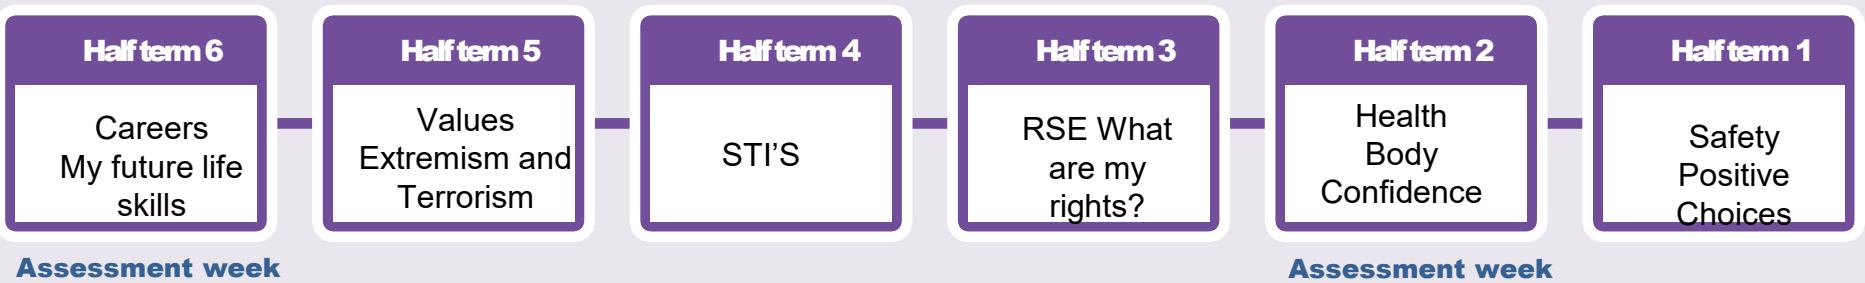 Half term 6
Careers
My future life
skills
Assessment week
Half term 5
Values
Extremism and
Terrorism
Half term 4
STI’S
Half term 3
RSE What
are my
rights?
Half term 2
Health
Body
Confidence
Assessment week
Half term 1
Safety
Positive
Choices